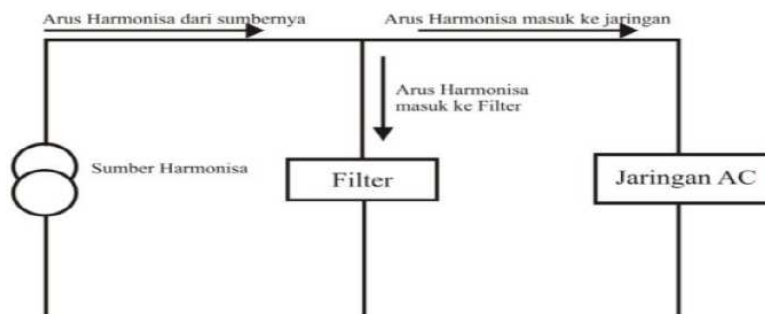 Arus Harmonisa dari sumbernya
Arus Harmonisa masuk ke jaringan
Arus Harmonisa
masuk ke Filter
Sumber Harmonisa
Filter
Jaringan AC